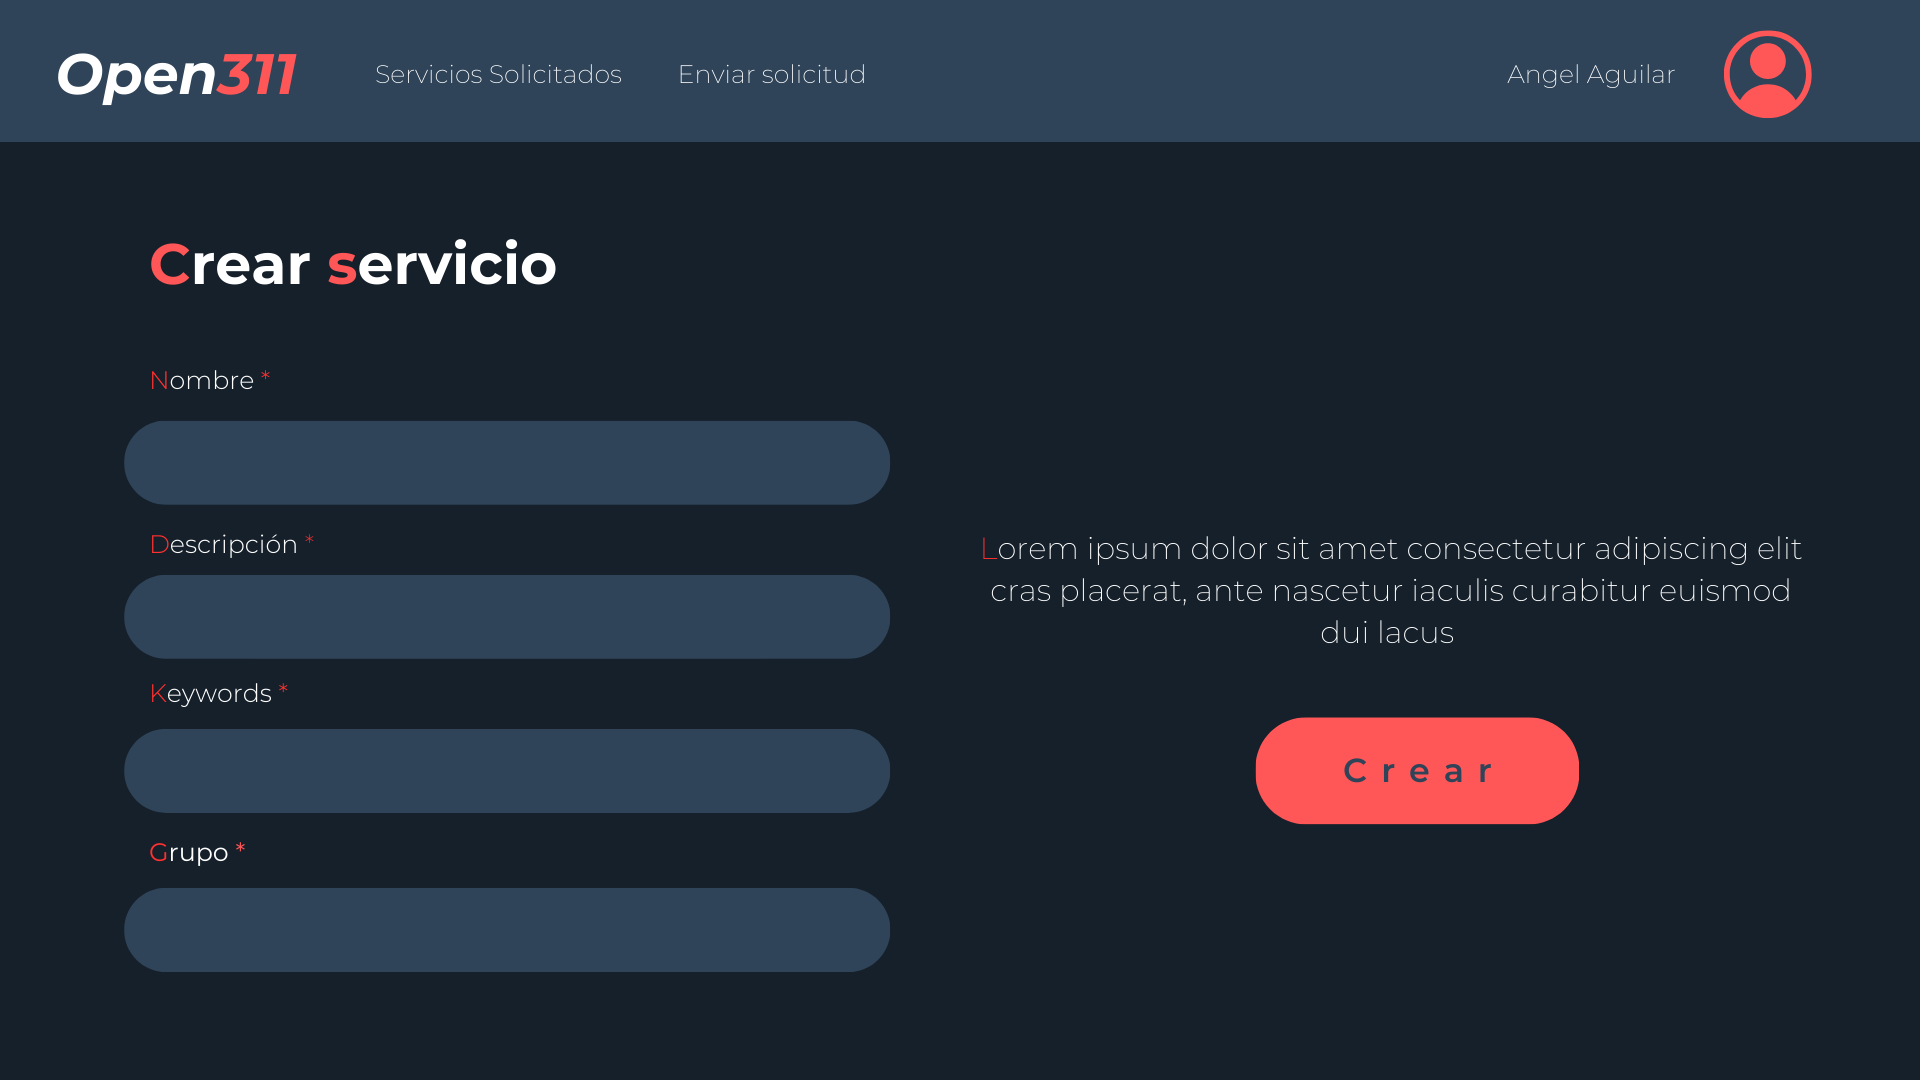 Open311
Servicios Solicitados
Enviar solicitud
Angel Aguilar
Crear servicio
Nombre *
Descripción *
Keywords *
Grupo *
Lorem ipsum dolor sit amet consectetur adipiscing elit
cras placerat, ante nascetur iaculis curabitur euismod
dui lacus
Crear